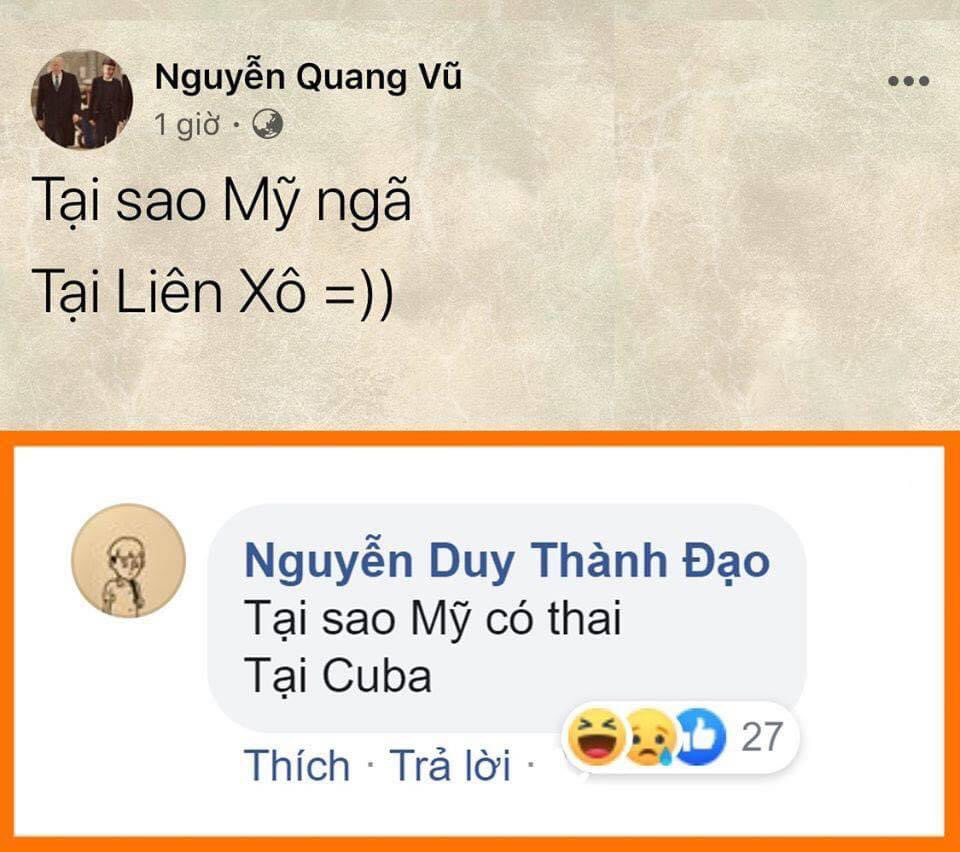 Nguyễn Quang Vũ
1 giờ ·
Tại sao Mỹ ngã
Tại Liên Xô =))
Nguyễn Duy Thành Đạo
Tại sao Mỹ có thai
Tại Cuba
Thích · Trả lời ·
27